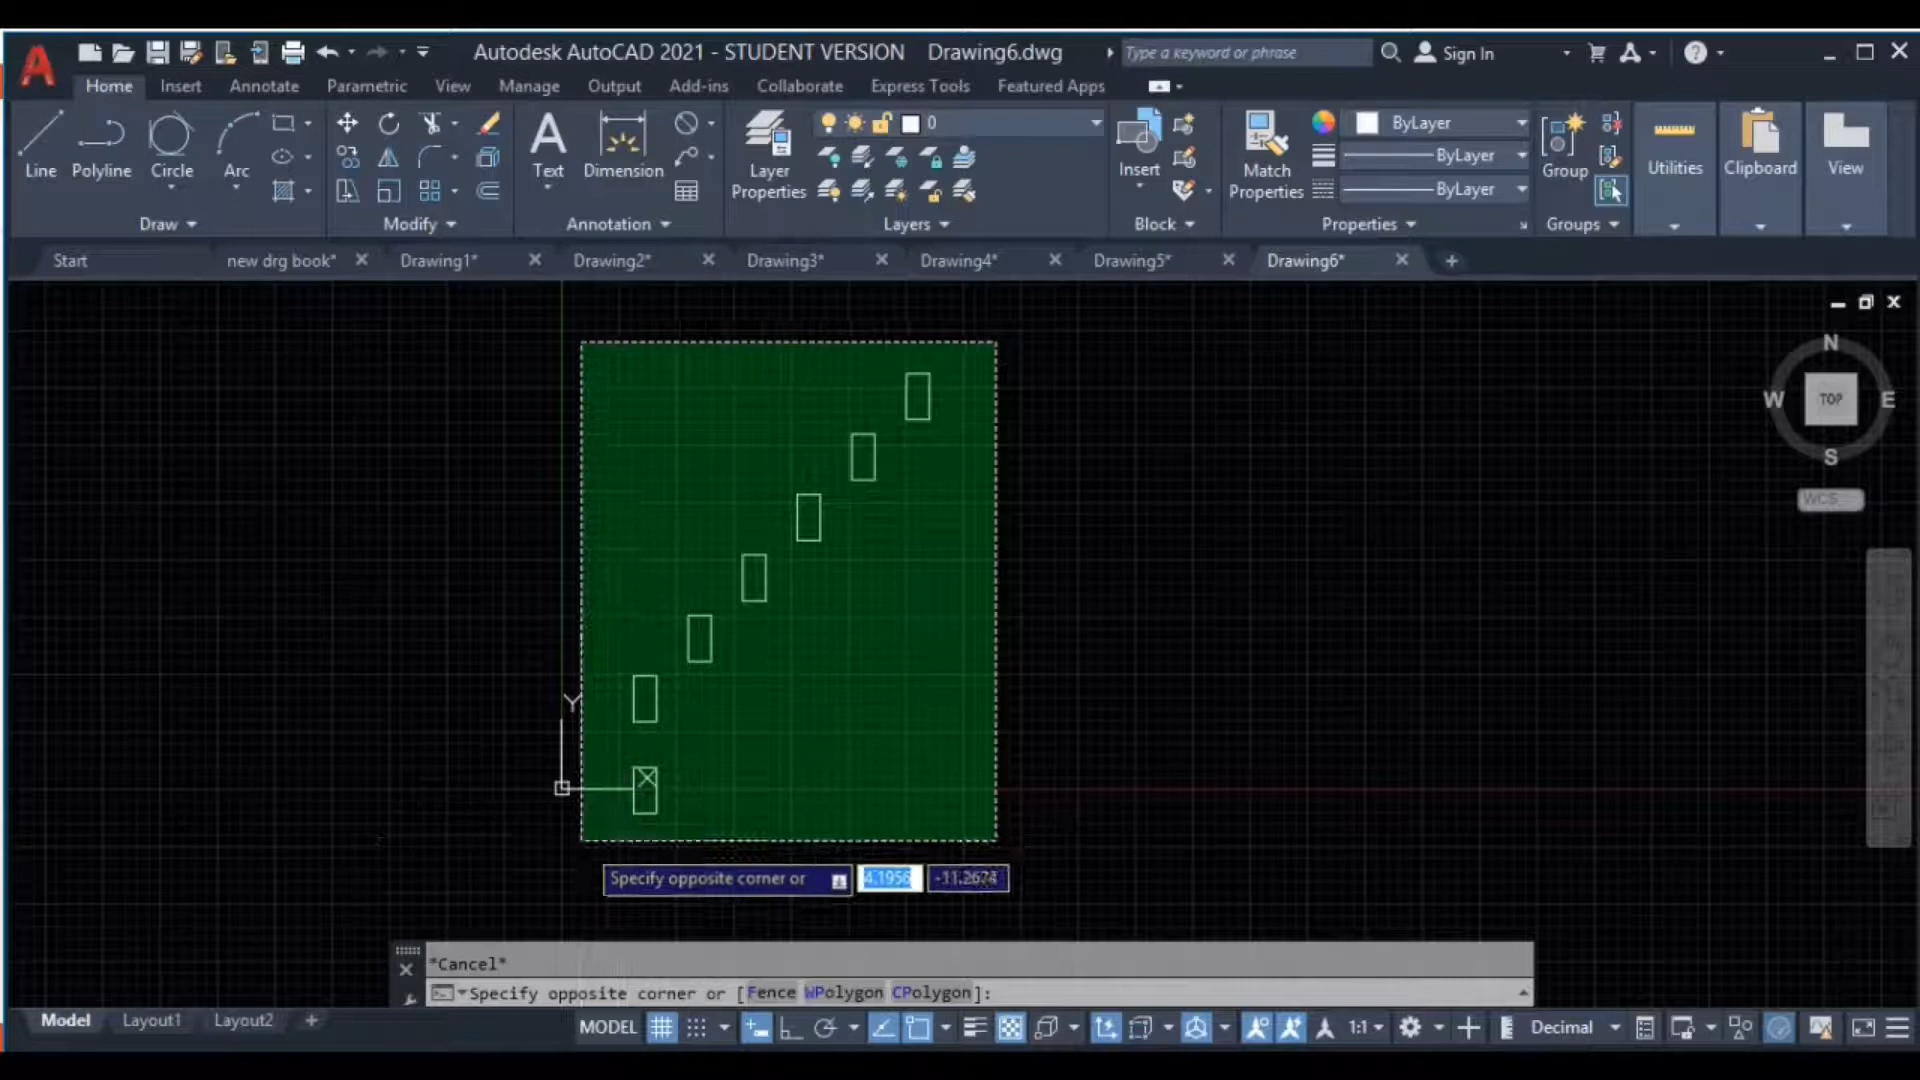 Autodesk AutoCAD 2021 - STUDENT VERSION Drawing6.dwg
Type a keyword or phrase
Sign In
Home Insert Annotate Parametric View Manage Output Add-ins Collaborate Express Tools Featured Apps
Line Polyline Circle Arc
Text Dimension
Layer Properties
0
Insert
Match Properties
ByLayer
ByLayer
ByLayer
Group
Utilities
Clipboard
View
Draw Modify Annotation Layers Block Properties Groups
Start new drg book* Drawing1* Drawing2* Drawing3* Drawing4* Drawing5* Drawing6*
N
W TOP E
S
WCS
Y
Specify opposite corner or 4.1956 -11.2674
*Cancel*
Specify opposite corner or [Fence WPolygon CPolygon]:
Model Layout1 Layout2 +
MODEL 1:1 Decimal